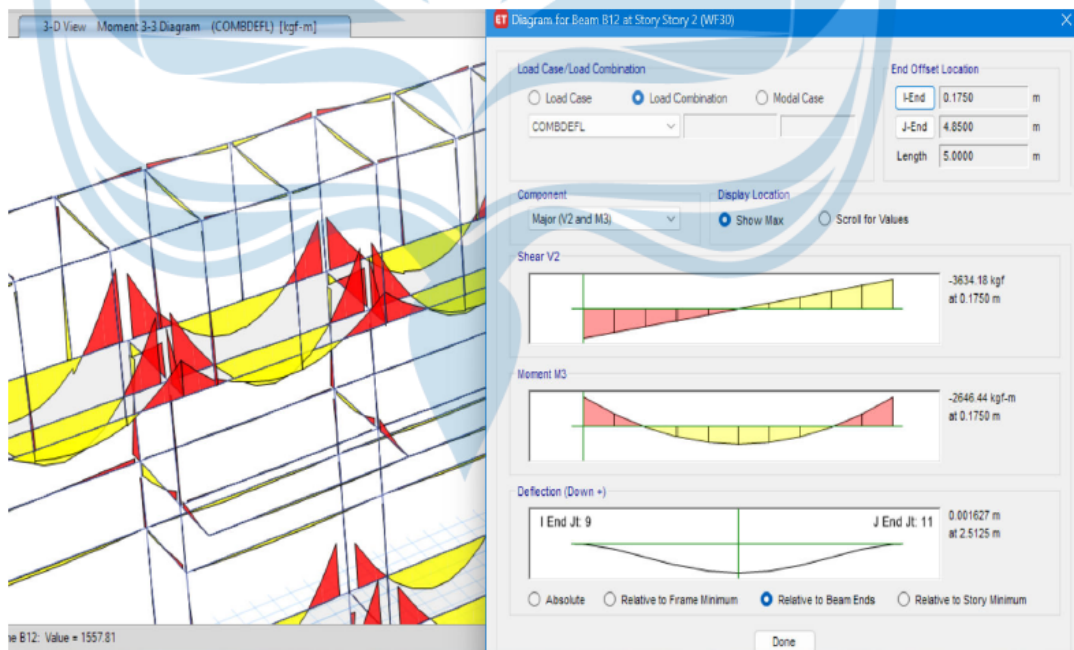 3-D View Moment 3-3 Diagram (COMBDEFL) [kgf-m]
ET Diagram for Beam B12 at Story Story 2 (WF30)
Load Case/Load Combination
Load Case Load Combination Modal Case
COMBDEFL
End Offset Location
I-End 0.1750 m
J-End 4.8500 m
Length 5.0000 m
Component
Major (V2 and M3)
Display Location
Show Max Scroll for Values
Shear V2
-3634.18 kgf
at 0.1750 m
Moment M3
-2646.44 kgf-m
at 0.1750 m
Deflection (Down +)
I End Jt: 9 J End Jt: 11
0.001627 m
at 2.5125 m
Absolute Relative to Frame Minimum Relative to Beam Ends Relative to Story Minimum
Done
B12: Value = 1557.81